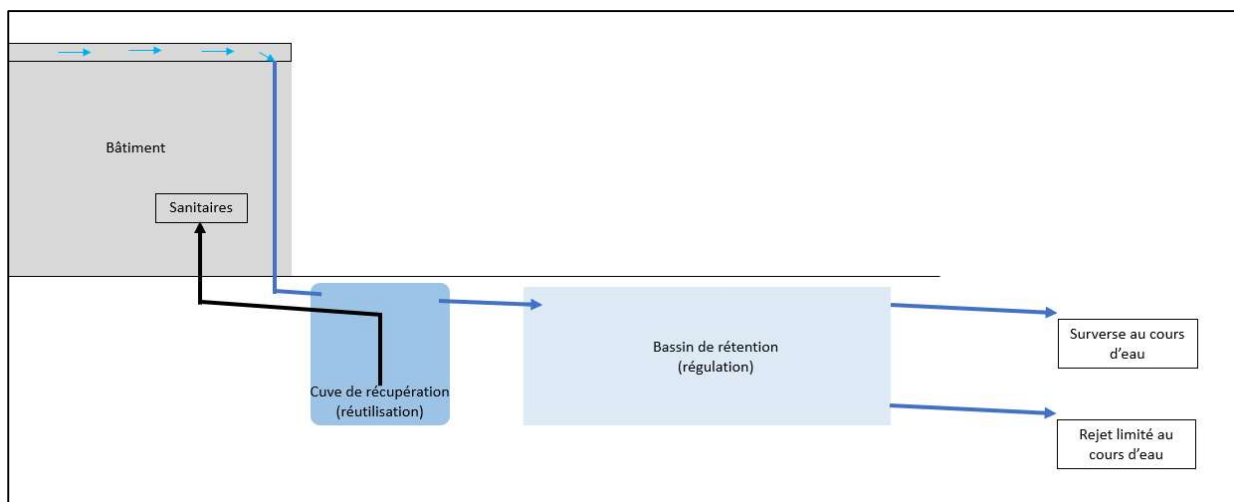 Bâtiment
Sanitaires
Cuve de récupération
(réutilisation)
Bassin de rétention
(régulation)
Surverse au cours
d’eau
Rejet limité au
cours d’eau